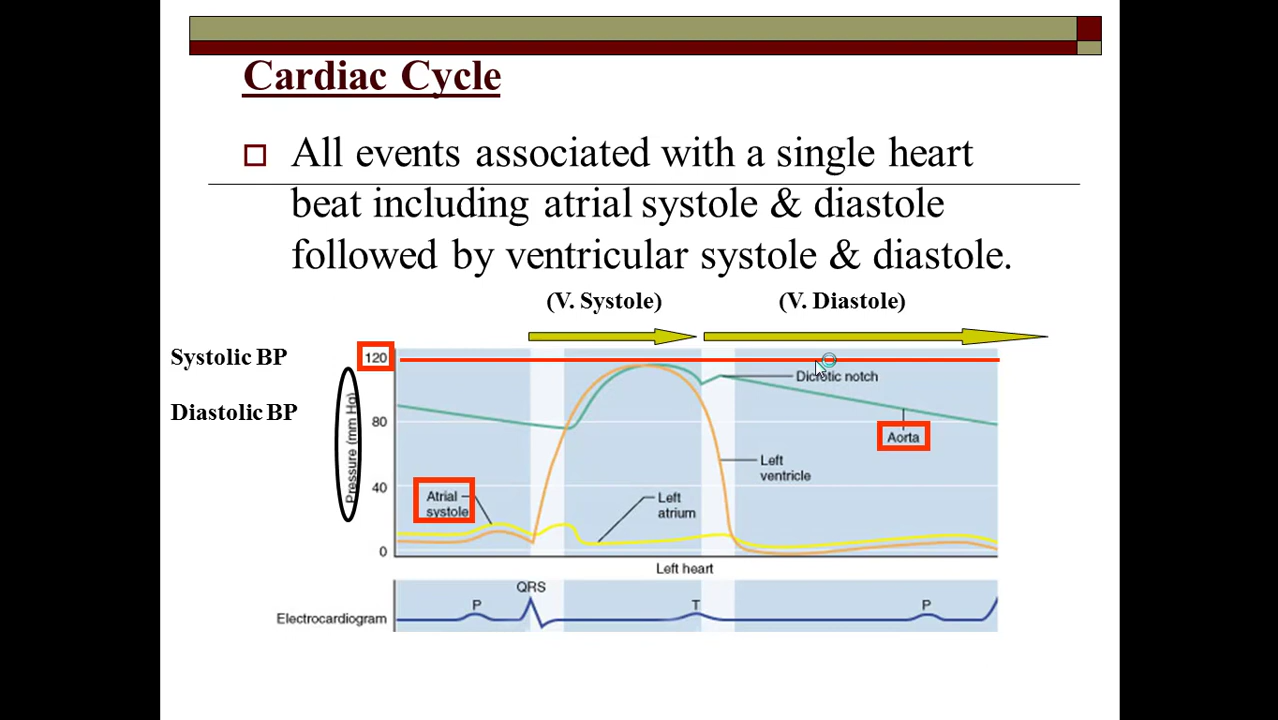 Cardiac Cycle
All events associated with a single heart
beat including atrial systole & diastole
followed by ventricular systole & diastole.
(V. Systole)
(V. Diastole)
Systolic BP
120
Dicrotic notch
Diastolic BP
80
Pressure (mm Hg)
Aorta
Left
ventricle
40
Atrial
systole
Left
atrium
0
Left heart
QRS
P
T
P
Electrocardiogram